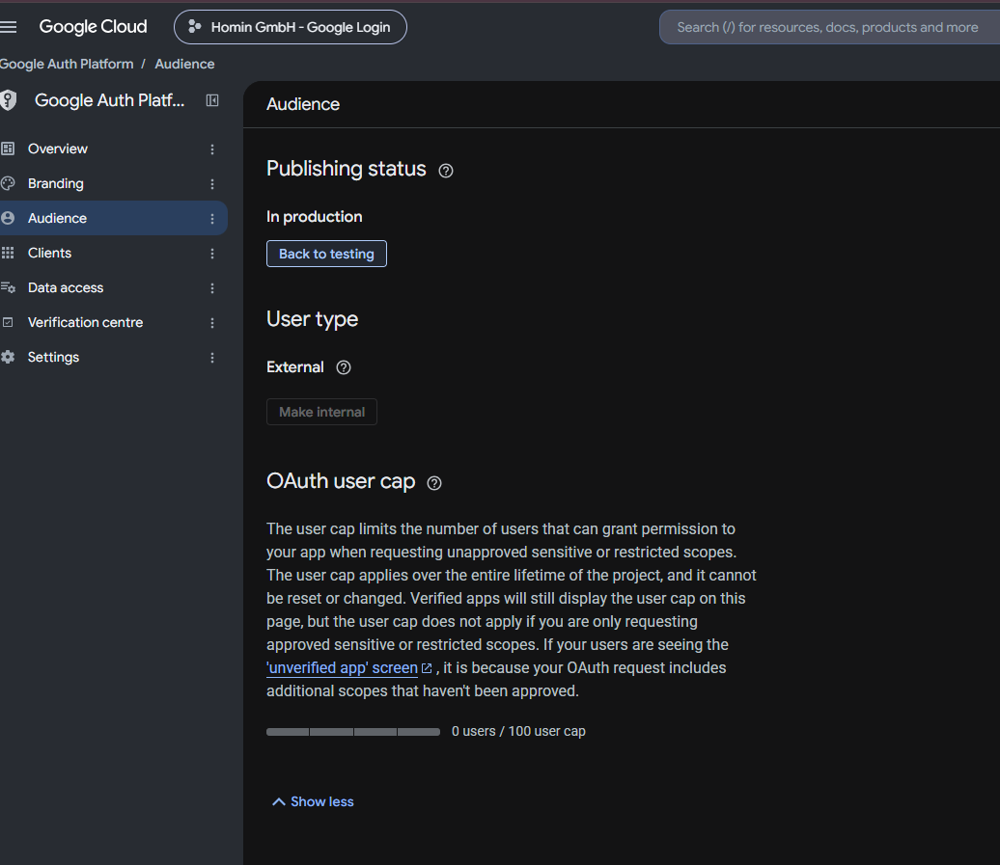 Google Cloud
Homin GmbH - Google Login
Search (/) for resources, docs, products and more
Google Auth Platform / Audience
Google Auth Platf...
Overview
Branding
Audience
Clients
Data access
Verification centre
Settings
Audience
Publishing status
In production
Back to testing
User type
External
Make internal
OAuth user cap
The user cap limits the number of users that can grant permission to
your app when requesting unapproved sensitive or restricted scopes.
The user cap applies over the entire lifetime of the project, and it cannot
be reset or changed. Verified apps will still display the user cap on this
page, but the user cap does not apply if you are only requesting
approved sensitive or restricted scopes. If your users are seeing the
'unverified app' screen , it is because your OAuth request includes
additional scopes that haven't been approved.
0 users / 100 user cap
Show less